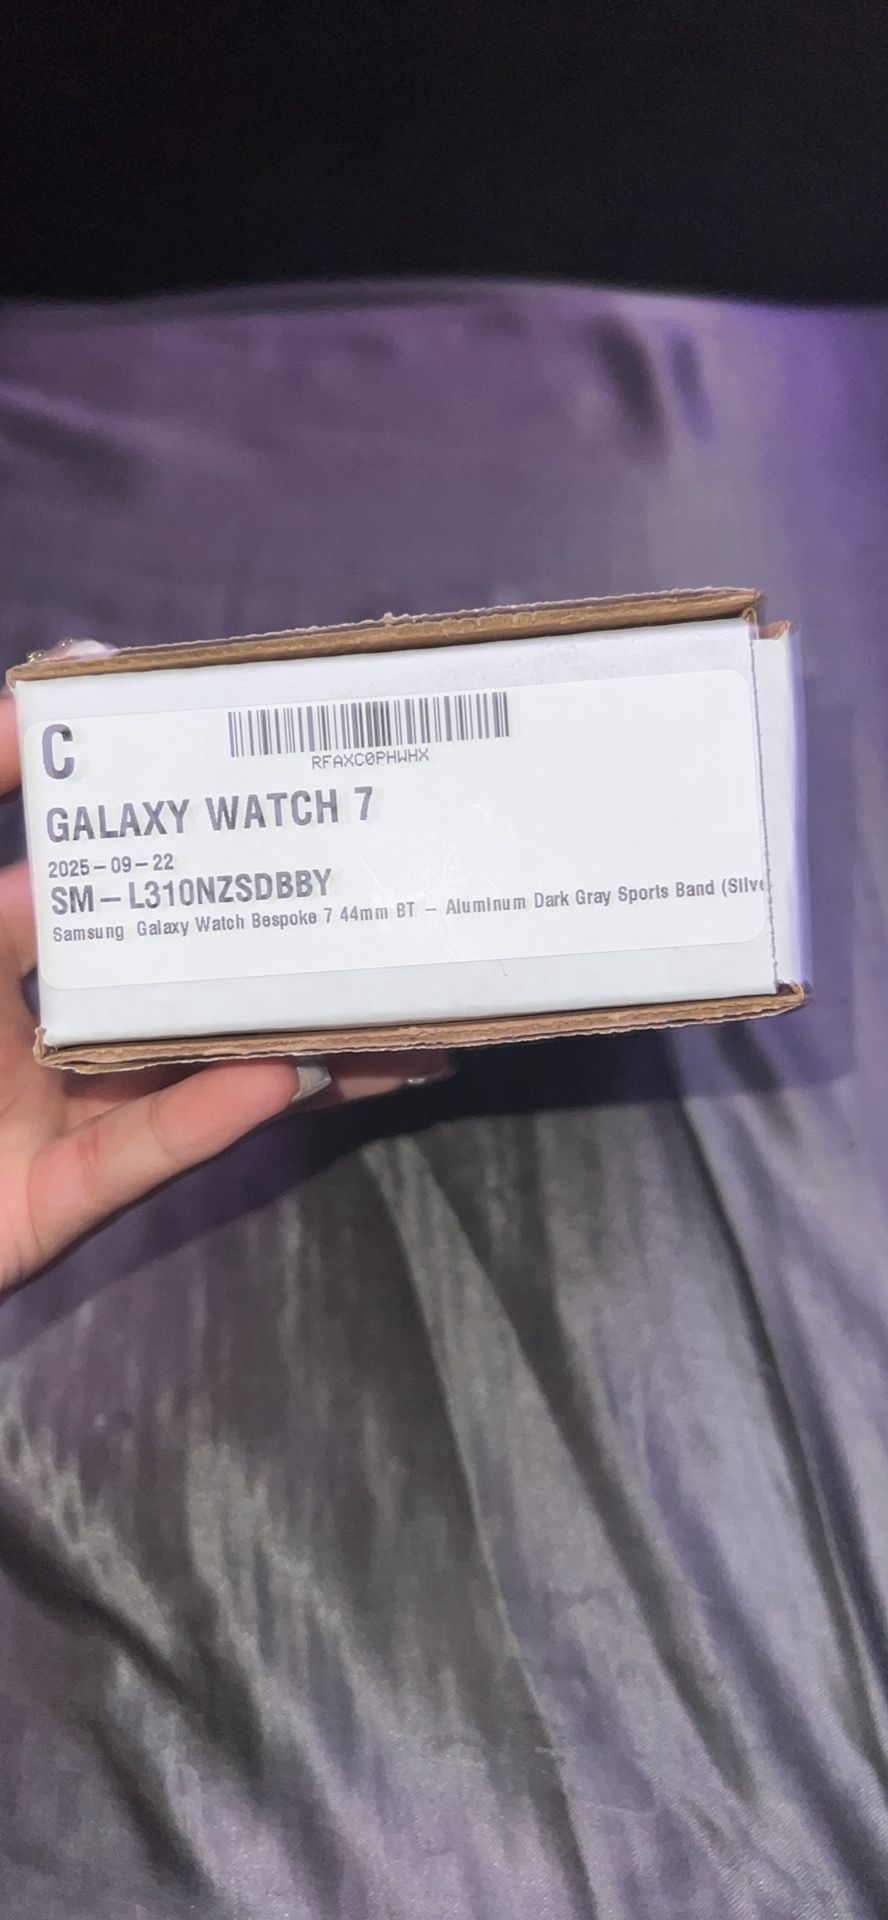 C
RFAXC0PHWHX
GALAXY WATCH 7
2025-09-22
SM-L310NZSDBBY
Samsung Galaxy Watch Bespoke 7 44mm BT - Aluminum Dark Gray Sports Band (Silve